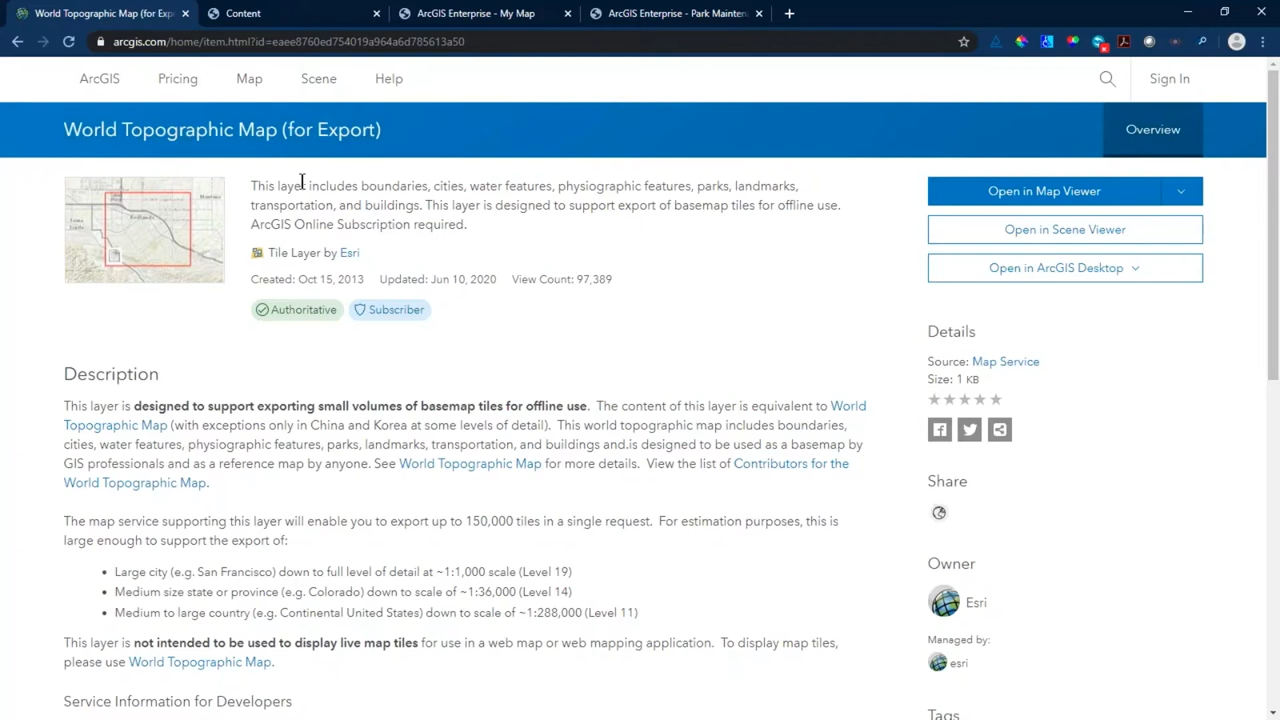 World Topographic Map (for Expo
Content
ArcGIS Enterprise - My Map
ArcGIS Enterprise - Park Mainten
arcgis.com/home/item.html?id=eaee8760ed754019a964a6d785613a50
ArcGIS
Pricing
Map
Scene
Help
Sign In
World Topographic Map (for Export)
Overview
This layer includes boundaries, cities, water features, physiographic features, parks, landmarks,
transportation, and buildings. This layer is designed to support export of basemap tiles for offline use.
ArcGIS Online Subscription required.
Tile Layer by Esri
Created: Oct 15, 2013 Updated: Jun 10, 2020 View Count: 97,389
Authoritative
Subscriber
Open in Map Viewer
Open in Scene Viewer
Open in ArcGIS Desktop
Description
This layer is designed to support exporting small volumes of basemap tiles for offline use. The content of this layer is equivalent to World
Topographic Map (with exceptions only in China and Korea at some levels of detail). This world topographic map includes boundaries,
cities, water features, physiographic features, parks, landmarks, transportation, and buildings and.is designed to be used as a basemap by
GIS professionals and as a reference map by anyone. See World Topographic Map for more details. View the list of Contributors for the
World Topographic Map.
The map service supporting this layer will enable you to export up to 150,000 tiles in a single request. For estimation purposes, this is
large enough to support the export of:
• Large city (e.g. San Francisco) down to full level of detail at ~1:1,000 scale (Level 19)
• Medium size state or province (e.g. Colorado) down to scale of ~1:36,000 (Level 14)
• Medium to large country (e.g. Continental United States) down to scale of ~1:288,000 (Level 11)
This layer is not intended to be used to display live map tiles for use in a web map or web mapping application. To display map tiles,
please use World Topographic Map.
Service Information for Developers
Details
Source: Map Service
Size: 1 KB
Share
Owner
Esri
Managed by:
esri
Tags